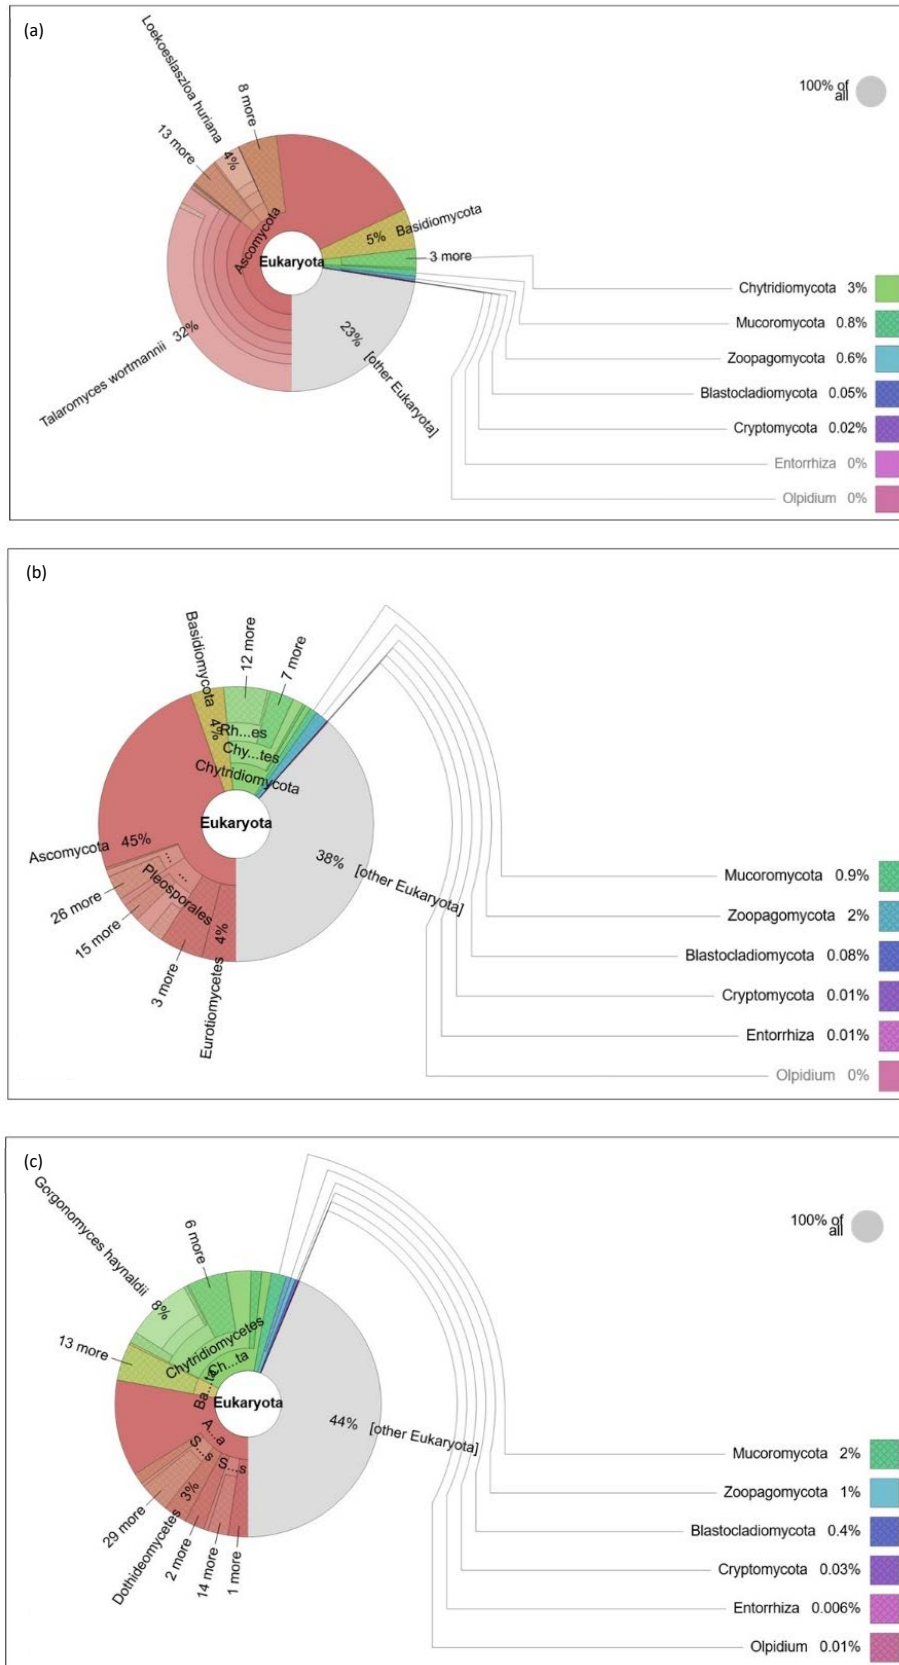 (a)
Loekoeslaszloa huriana 4%
8 more
13 more
100% of
all
Ascomycota
Eukaryota
5% Basidiomycota
3 more
Talaromyces wortmannii 32%
23% [other Eukaryota]
Chytridiomycota 3%
Mucoromycota 0.8%
Zoopagomycota 0.6%
Blastocladiomycota 0.05%
Cryptomycota 0.02%
Entorrhiza 0%
Olpidium 0%
(b)
Basidiomycota 4%
12 more
7 more
Rh...es
Chy...tes
Chytridiomycota
Eukaryota
Ascomycota 45%
...
...
Pleosporales
26 more
15 more
3 more
Eurotiomycetes 4%
38% [other Eukaryota]
Mucoromycota 0.9%
Zoopagomycota 2%
Blastocladiomycota 0.08%
Cryptomycota 0.01%
Entorrhiza 0.01%
Olpidium 0%
(c)
Gorgonomyces haynaldii 8%
6 more
100% of
all
13 more
Chytridiomycetes
Ch...ta
Ba...ta
Eukaryota
A...a
S...s
S...s
29 more
Dothideomycetes 3%
2 more
14 more
1 more
44% [other Eukaryota]
Mucoromycota 2%
Zoopagomycota 1%
Blastocladiomycota 0.4%
Cryptomycota 0.03%
Entorrhiza 0.006%
Olpidium 0.01%